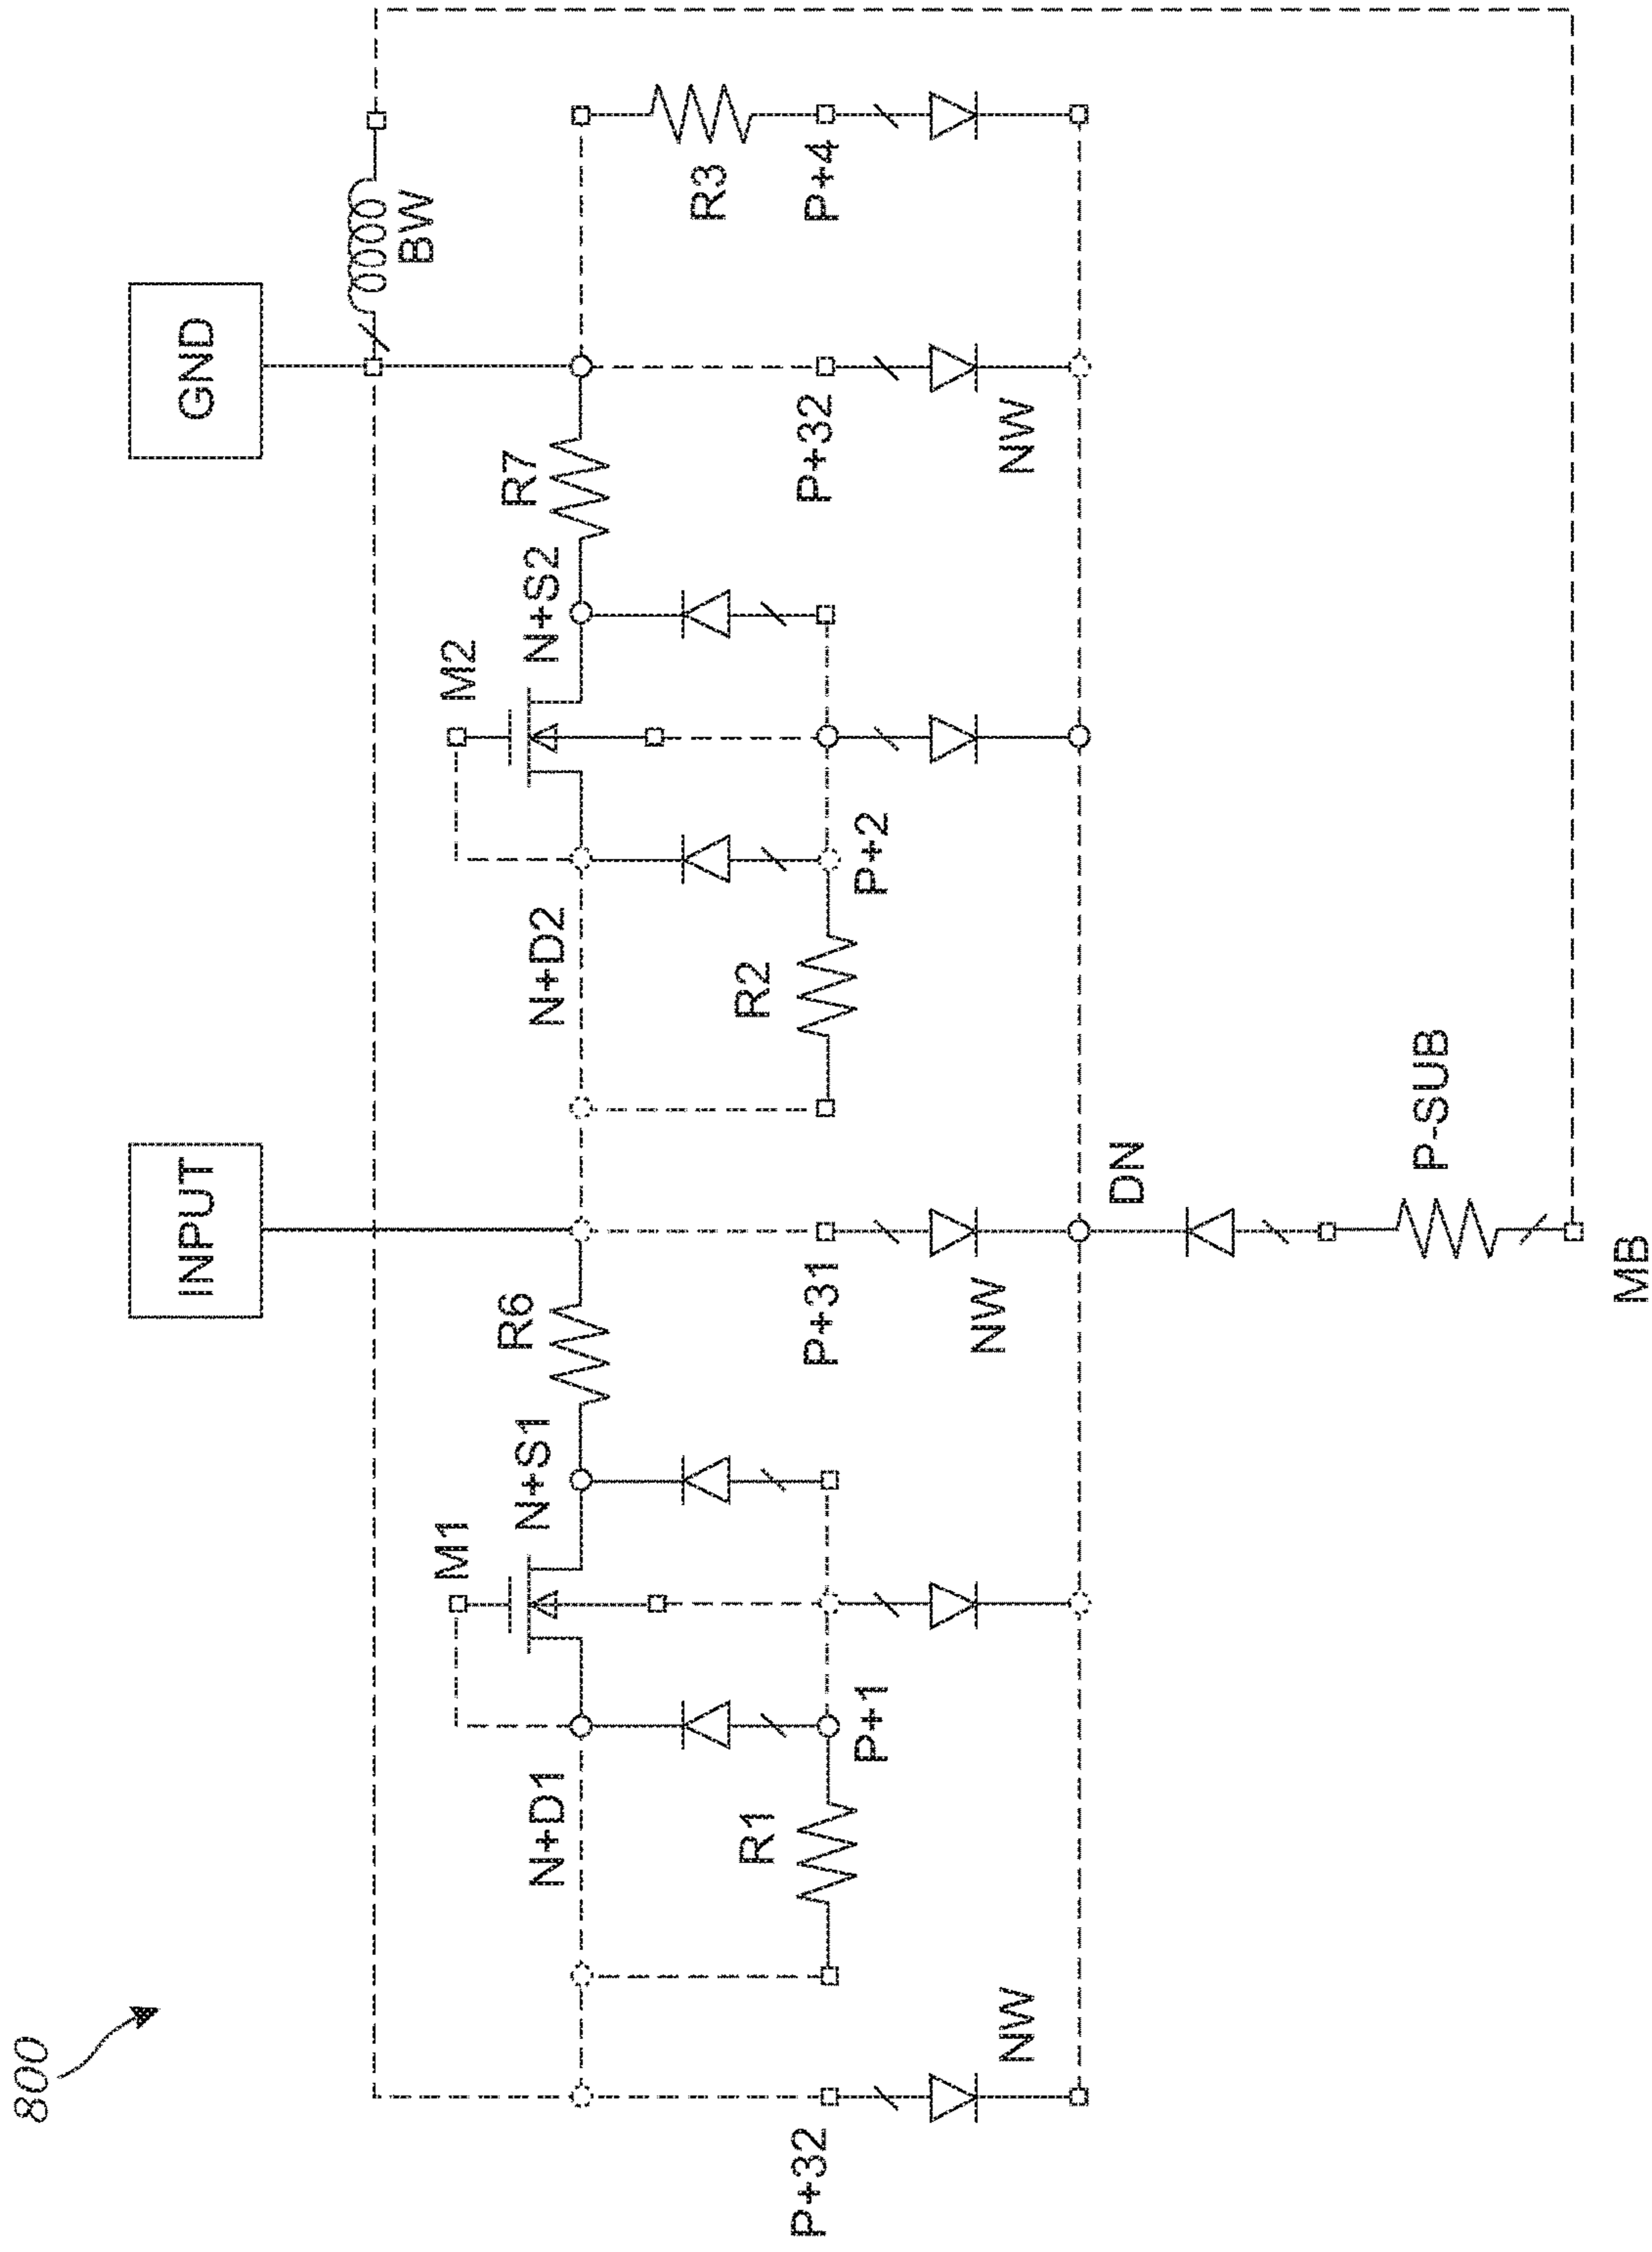 800
INPUT
GND
BW
M1
M2
N+D1
N+S1
R6
N+D2
N+S2
R7
R1
R2
R3
P+32
P+1
P+31
P+2
P+32
P+4
NW
NW
NW
DN
P-SUB
MB